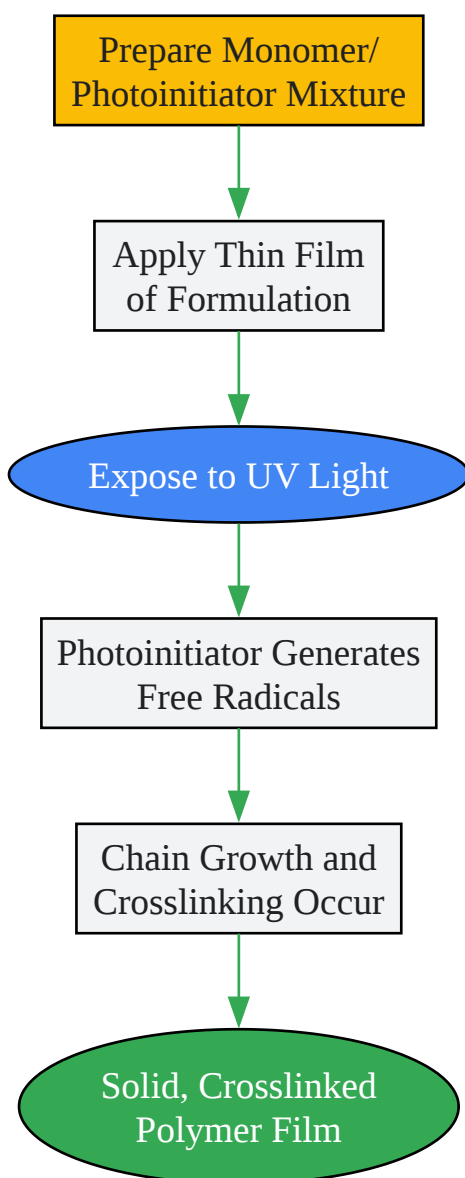 Prepare Monomer/
Photoinitiator Mixture
Apply Thin Film
of Formulation
Expose to UV Light
Photoinitiator Generates
Free Radicals
Chain Growth and
Crosslinking Occur
Solid, Crosslinked
Polymer Film